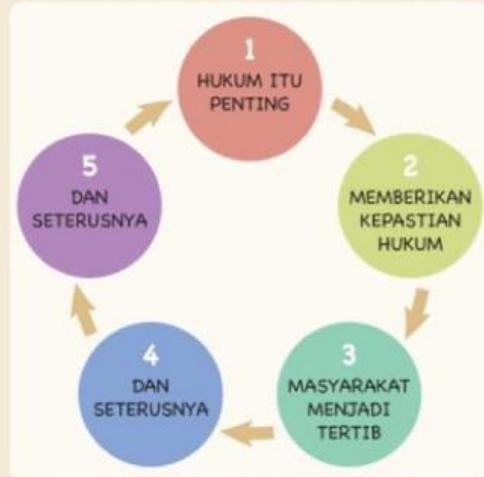 1
HUKUM ITU
PENTING
2
MEMBERIKAN
KEPASTIAN
HUKUM
3
MASYARAKAT
MENJADI
TERTIB
4
DAN
SETERUSNYA
5
DAN
SETERUSNYA